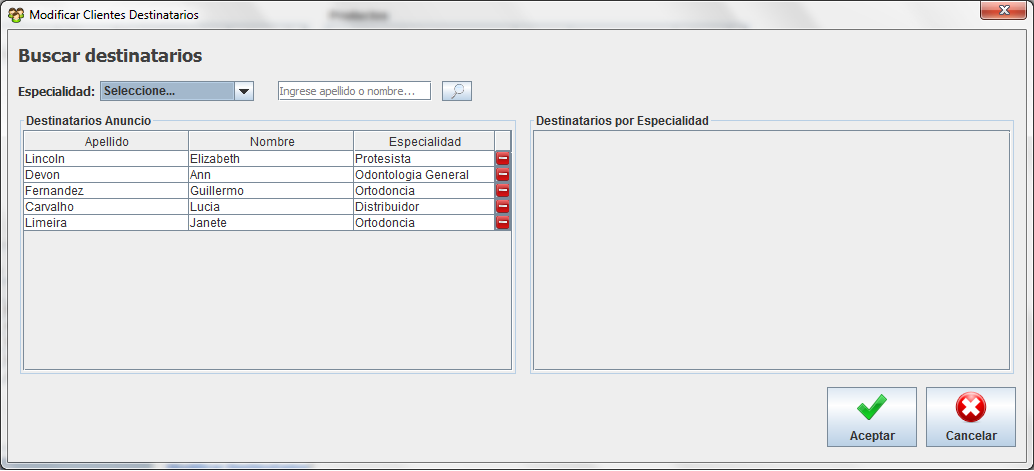 Modificar Clientes Destinatarios
Productos
Buscar destinatarios
Especialidad: Seleccione... Ingrese apellido o nombre...
Destinatarios Anuncio
Apellido Nombre Especialidad
Lincoln Elizabeth Protesista
Devon Ann Odontologia General
Fernandez Guillermo Ortodoncia
Carvalho Lucia Distribuidor
Limeira Janete Ortodoncia
Destinatarios por Especialidad
Aceptar Cancelar